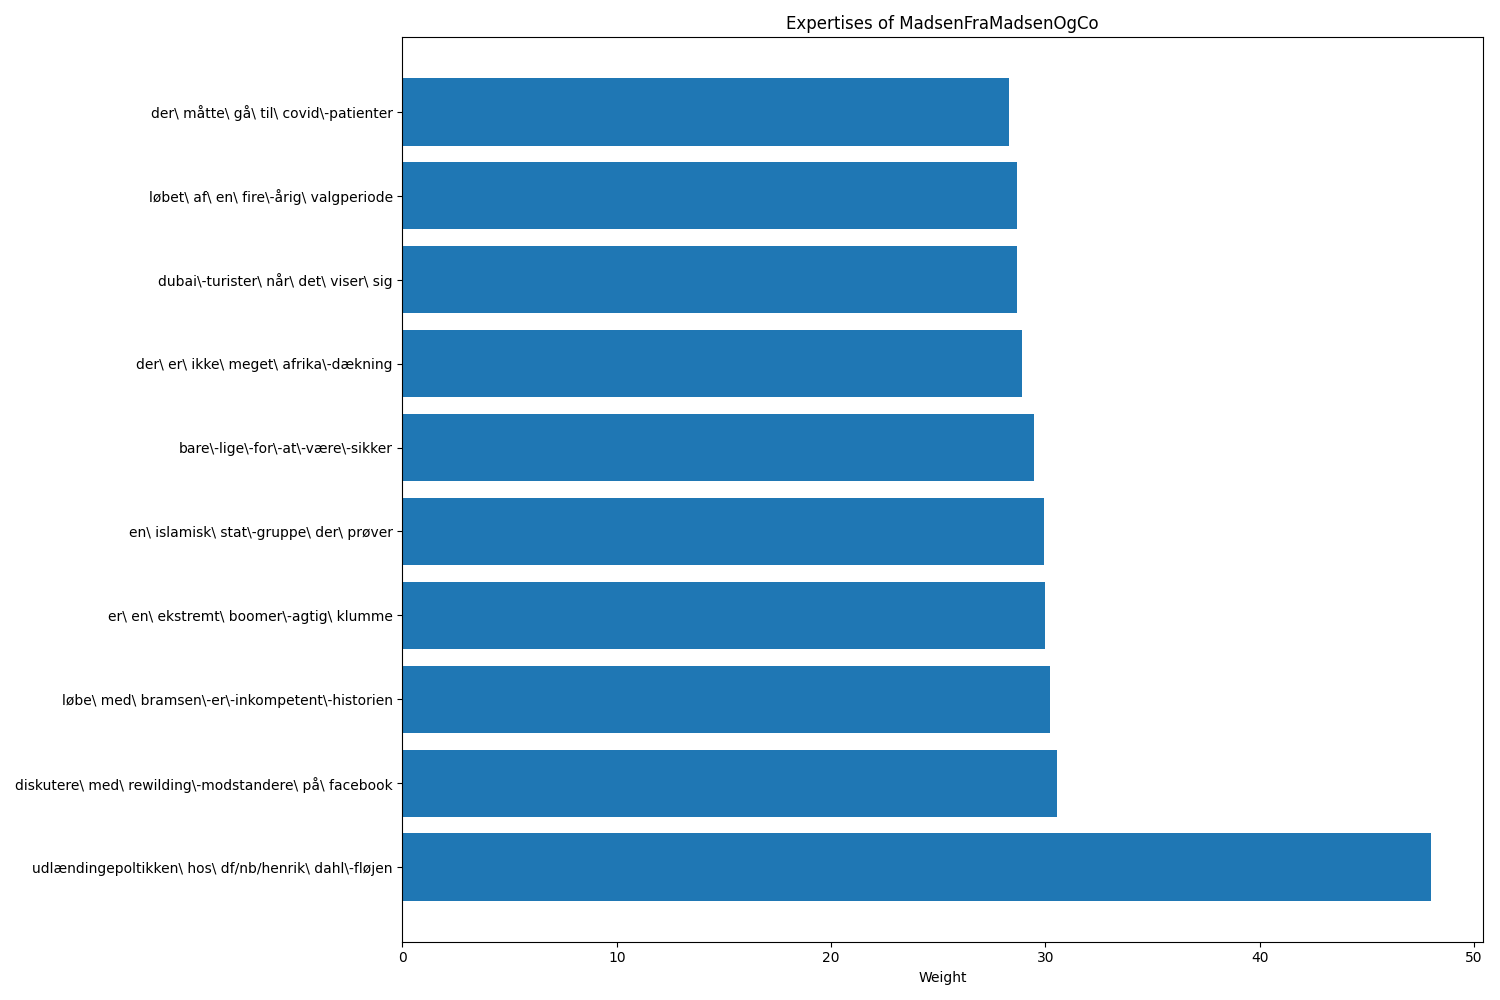 Expertises of MadsenFraMadsenOgCo
der\ måtte\ gå\ til\ covid\-patienter
løbet\ af\ en\ fire\-årig\ valgperiode
dubai\-turister\ når\ det\ viser\ sig
der\ er\ ikke\ meget\ afrika\-dækning
bare\-lige\-for\-at\-være\-sikker
en\ islamisk\ stat\-gruppe\ der\ prøver
er\ en\ ekstremt\ boomer\-agtig\ klumme
løbe\ med\ bramsen\-er\-inkompetent\-historien
diskutere\ med\ rewilding\-modstandere\ på\ facebook
udlændingepoltikken\ hos\ df/nb/henrik\ dahl\-fløjen
0 10 20 30 40 50
Weight